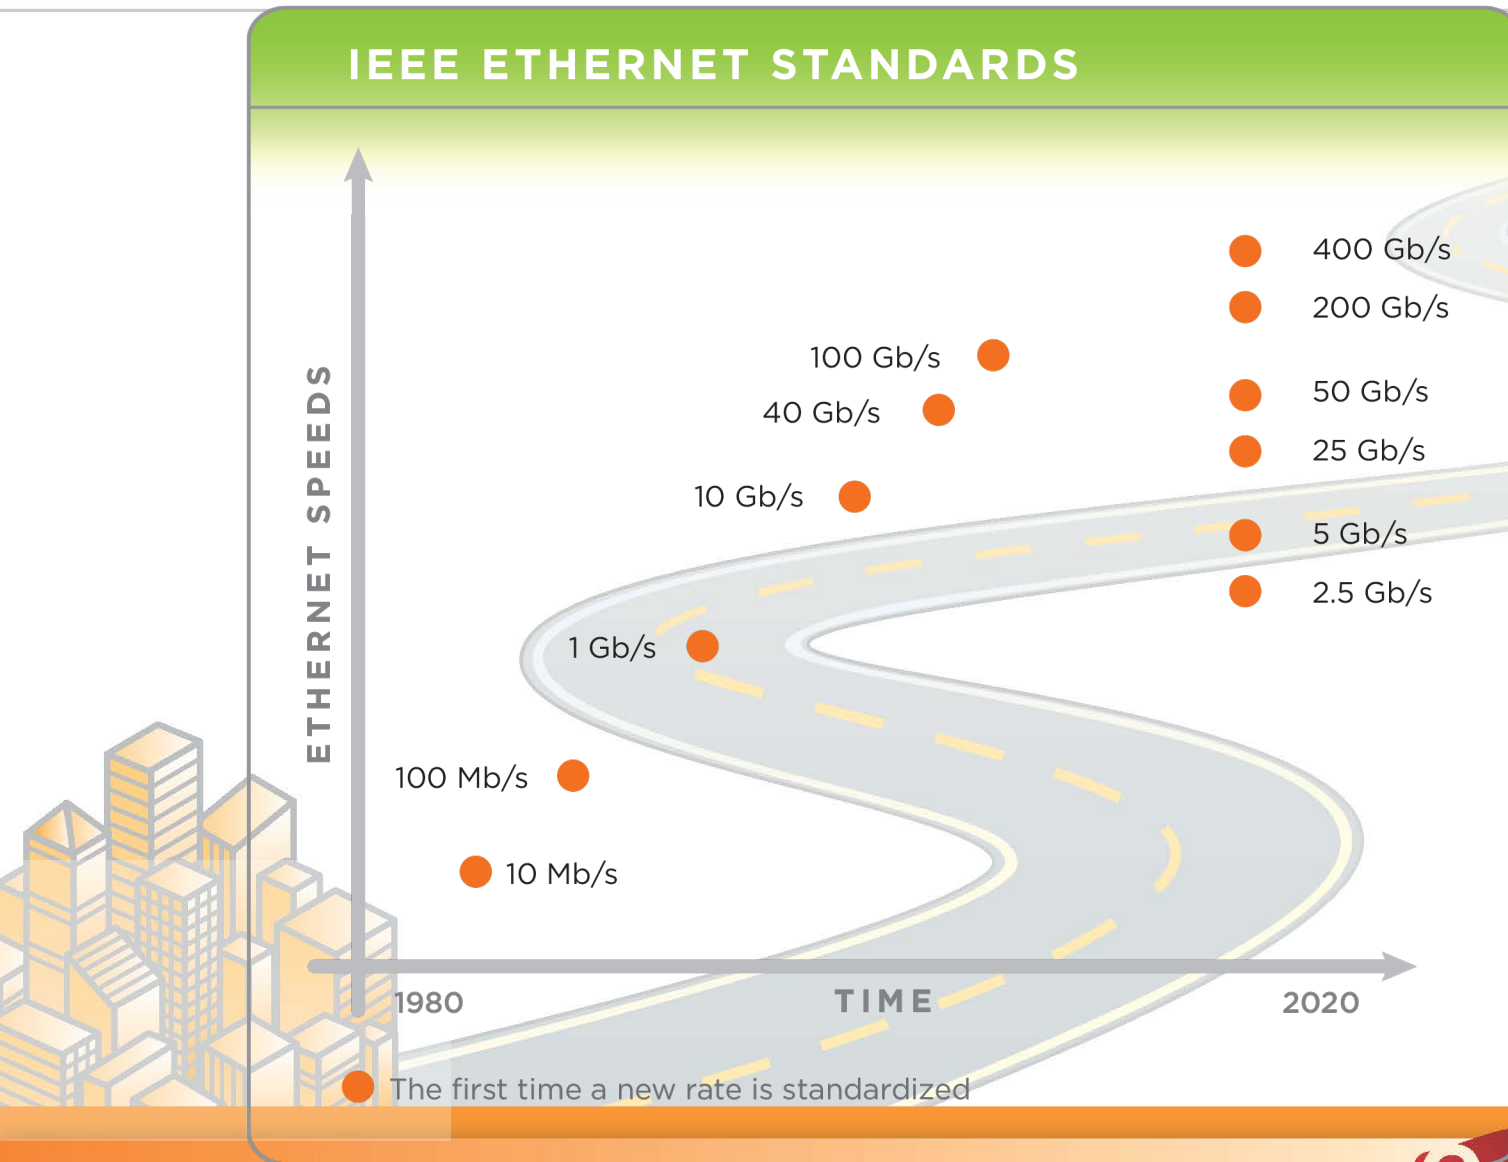 IEEE ETHERNET STANDARDS
400 Gb/s
200 Gb/s
100 Gb/s
50 Gb/s
40 Gb/s
25 Gb/s
10 Gb/s
5 Gb/s
2.5 Gb/s
1 Gb/s
100 Mb/s
10 Mb/s
ETHERNET SPEEDS
1980
TIME
2020
The first time a new rate is standardized